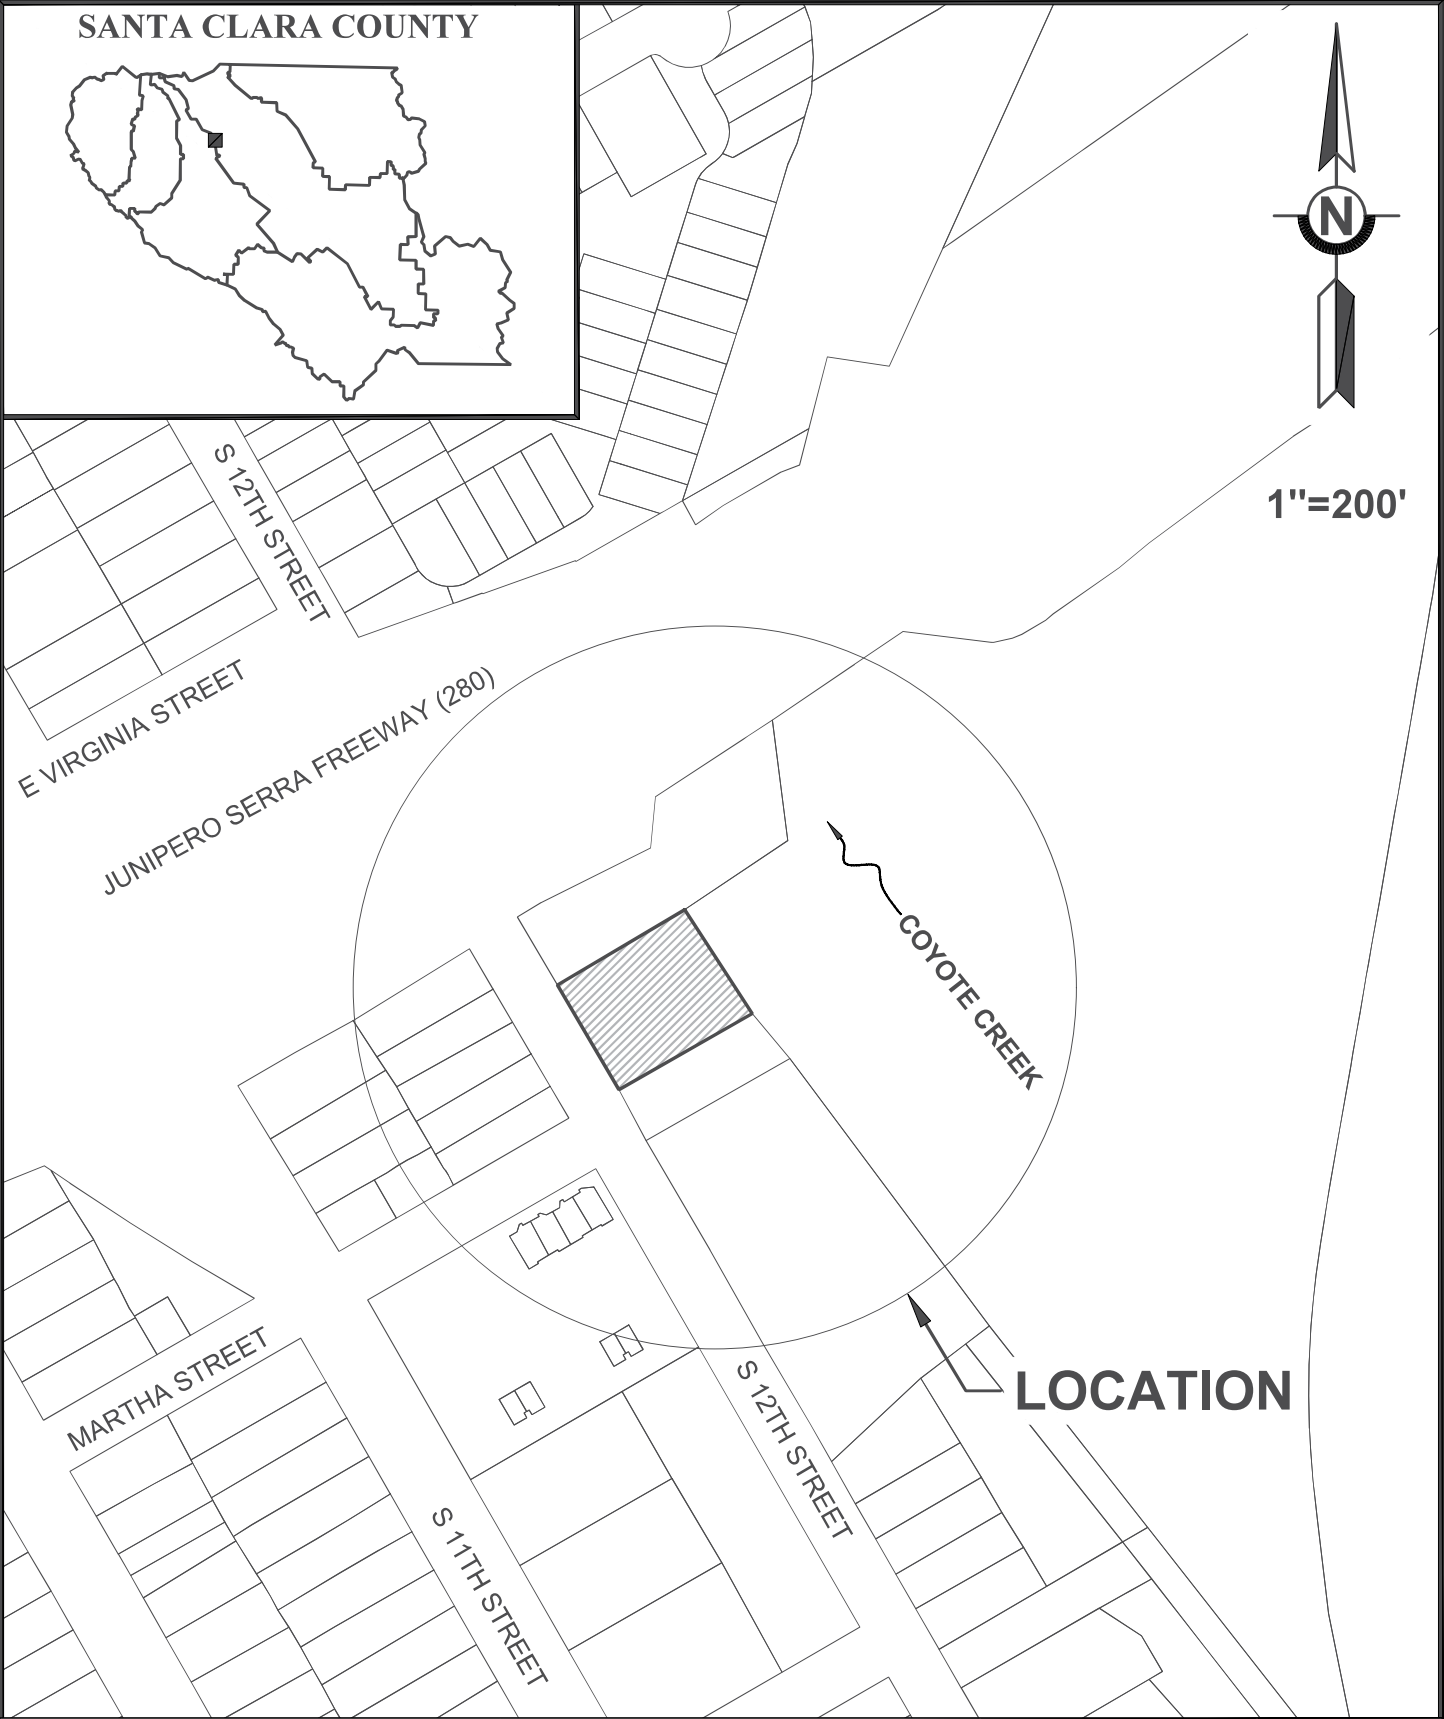 SANTA CLARA COUNTY
N
1"=200'
S 12TH STREET
E VIRGINIA STREET
JUNIPERO SERRA FREEWAY (280)
COYOTE CREEK
MARTHA STREET
LOCATION
S 12TH STREET
S 11TH STREET